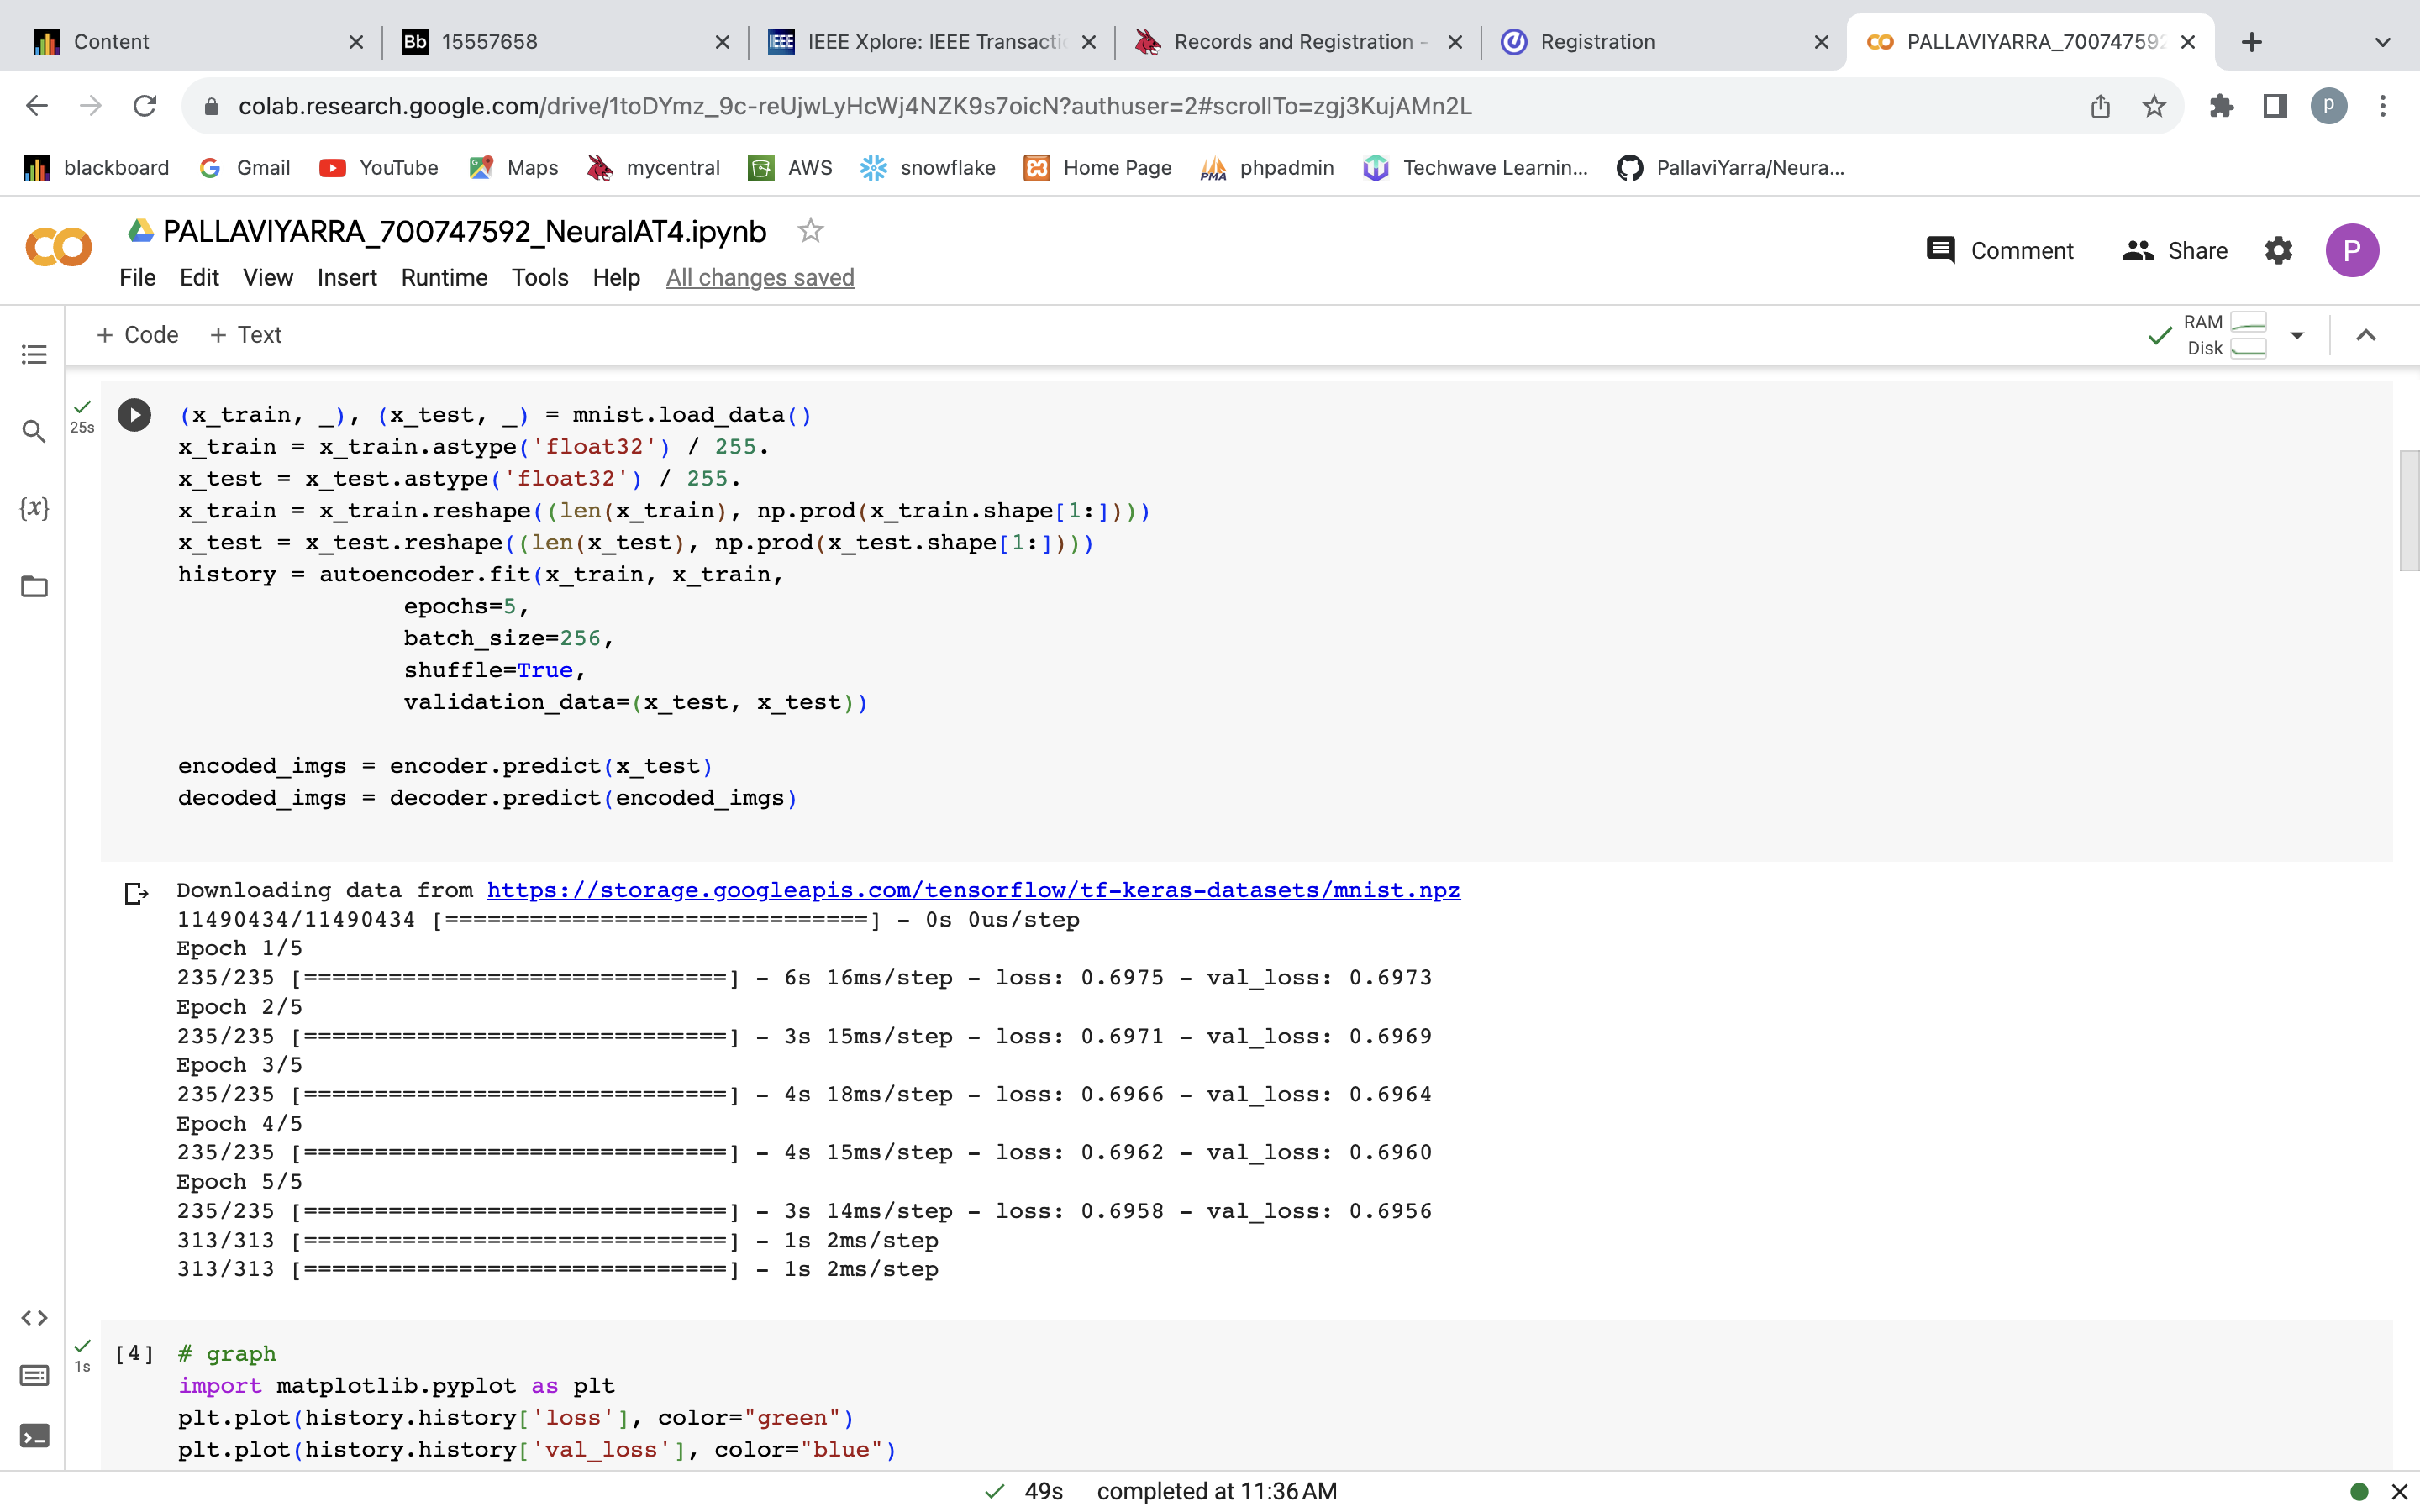 Content
Bb 15557658
IEEE IEEE Xplore: IEEE Transactio
Records and Registration -
Registration
PALLAVIYARRA_700747592
colab.research.google.com/drive/1toDYmz_9c-reUjwLyHcWj4NZK9s7oicN?authuser=2#scrollTo=zgj3KujAMn2L
p
blackboard Gmail YouTube Maps mycentral AWS snowflake Home Page PMA phpadmin Techwave Learnin... PallaviYarra/Neura...
PALLAVIYARRA_700747592_NeuralAT4.ipynb
Comment Share P
File Edit View Insert Runtime Tools Help All changes saved
+ Code + Text
RAM
Disk
25s
(x_train, _), (x_test, _) = mnist.load_data()
x_train = x_train.astype('float32') / 255.
x_test = x_test.astype('float32') / 255.
x_train = x_train.reshape((len(x_train), np.prod(x_train.shape[1:])))
x_test = x_test.reshape((len(x_test), np.prod(x_test.shape[1:])))
history = autoencoder.fit(x_train, x_train,
epochs=5,
batch_size=256,
shuffle=True,
validation_data=(x_test, x_test))
encoded_imgs = encoder.predict(x_test)
decoded_imgs = decoder.predict(encoded_imgs)
{x}
Downloading data from https://storage.googleapis.com/tensorflow/tf-keras-datasets/mnist.npz
11490434/11490434 [==============================] - 0s 0us/step
Epoch 1/5
235/235 [==============================] - 6s 16ms/step - loss: 0.6975 - val_loss: 0.6973
Epoch 2/5
235/235 [==============================] - 3s 15ms/step - loss: 0.6971 - val_loss: 0.6969
Epoch 3/5
235/235 [==============================] - 4s 18ms/step - loss: 0.6966 - val_loss: 0.6964
Epoch 4/5
235/235 [==============================] - 4s 15ms/step - loss: 0.6962 - val_loss: 0.6960
Epoch 5/5
235/235 [==============================] - 3s 14ms/step - loss: 0.6958 - val_loss: 0.6956
313/313 [==============================] - 1s 2ms/step
313/313 [==============================] - 1s 2ms/step
1s
[4] # graph
import matplotlib.pyplot as plt
plt.plot(history.history['loss'], color="green")
plt.plot(history.history['val_loss'], color="blue")
49s completed at 11:36 AM